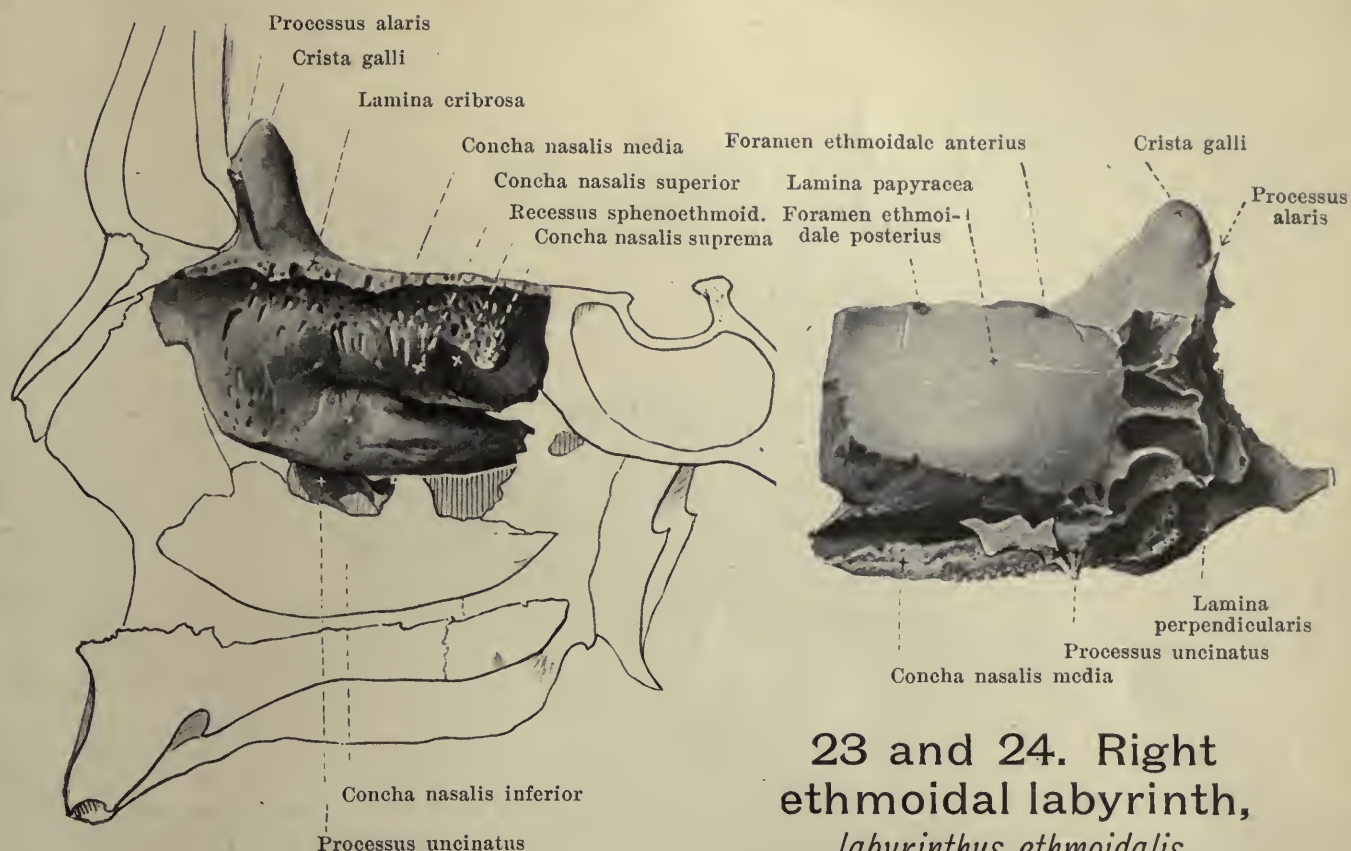 Processus alaris
Crista galli
Lamina cribrosa
Concha nasalis media
Concha nasalis superior
Recessus sphenoethmoid.
Concha nasalis suprema
Foramen ethmoidale anterius
Lamina papyracea
Foramen ethmoi-
dale posterius
Crista galli
Processus
alaris
Lamina
perpendicularis
Processus uncinatus
Concha nasalis media
Concha nasalis inferior
Processus uncinatus
23 and 24. Right
ethmoidal labyrinth,
labyrinthus ethmoidalis